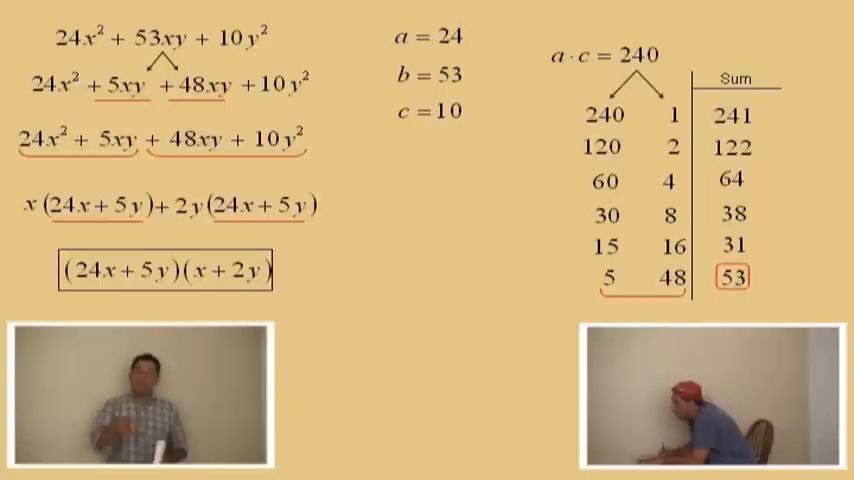 24x² + 53xy + 10y²
24x² + 5xy + 48xy + 10y²
24x² + 5xy + 48xy + 10y²
x(24x + 5y) + 2y(24x + 5y)
(24x + 5y)(x + 2y)
a = 24
b = 53
c = 10
a · c = 240
Sum
240 1 241
120 2 122
60 4 64
30 8 38
15 16 31
5 48 53